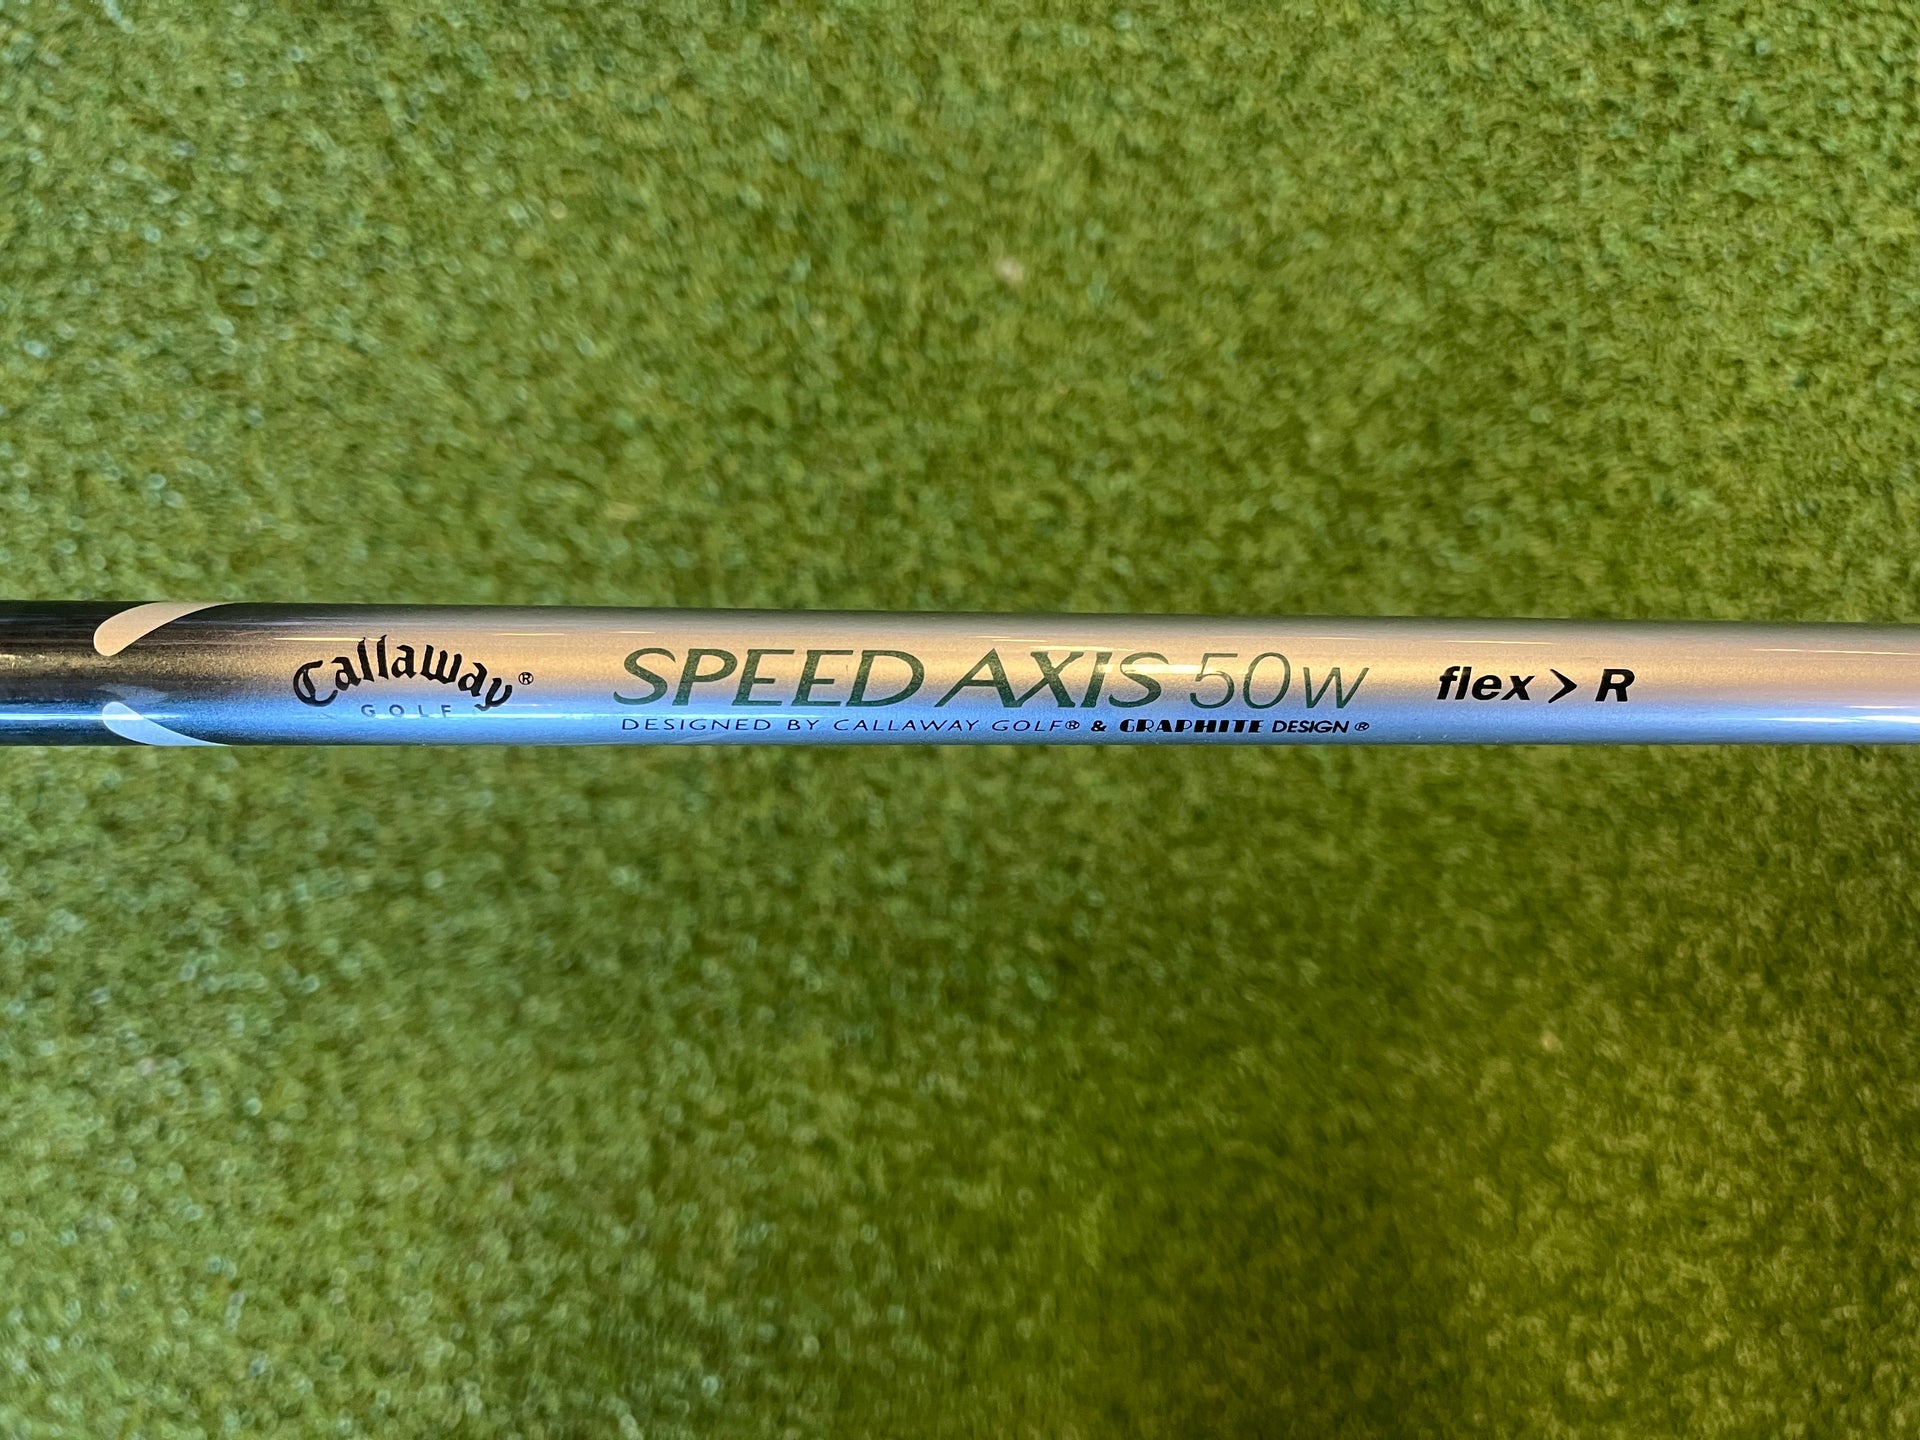 Callaway®
GOLF
SPEED AXIS 50W flex > R
DESIGNED BY CALLAWAY GOLF® & GRAPHITE DESIGN®